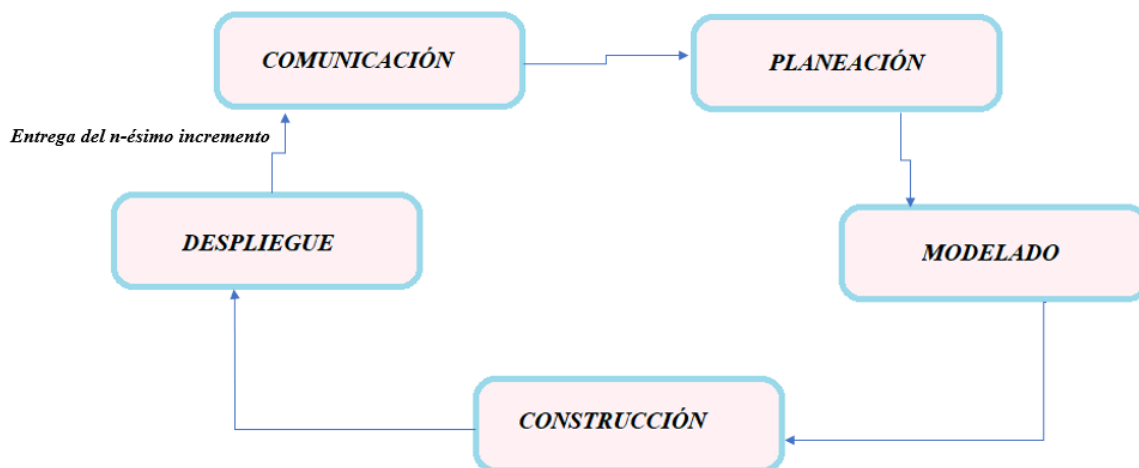 COMUNICACIÓN
PLANEACIÓN
Entrega del n-ésimo incremento
DESPLIEGUE
MODELADO
CONSTRUCCIÓN